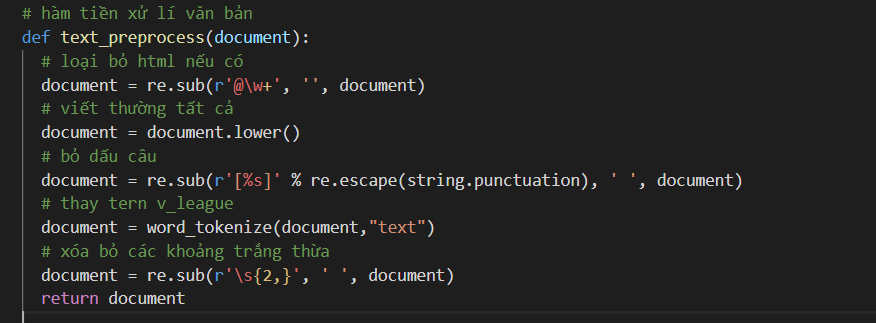 # hàm tiền xử lí văn bản
def text_preprocess(document):
  # loại bỏ html nếu có
  document = re.sub(r'@\w+', '', document)
  # viết thường tất cả
  document = document.lower()
  # bỏ dấu câu
  document = re.sub(r'[%s]' % re.escape(string.punctuation), ' ', document)
  # thay tern v_league
  document = word_tokenize(document,"text")
  # xóa bỏ các khoảng trắng thừa
  document = re.sub(r'\s{2,}', ' ', document)
  return document